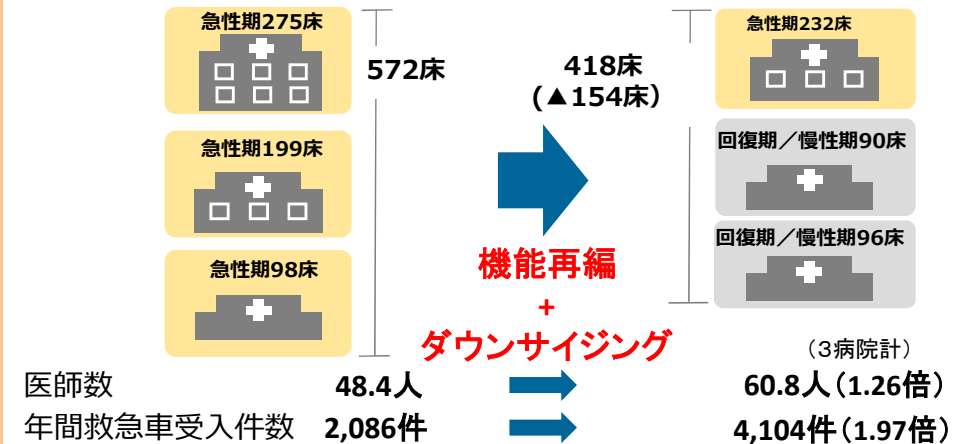 急性期275床
572床
急性期199床
急性期98床
418床
(▲154床)
機能再編
+
ダウンサイジング
急性期232床
回復期／慢性期90床
回復期／慢性期96床
（3病院計）
医師数 48.4人 60.8人(1.26倍)
年間救急車受入件数 2,086件 4,104件(1.97倍)